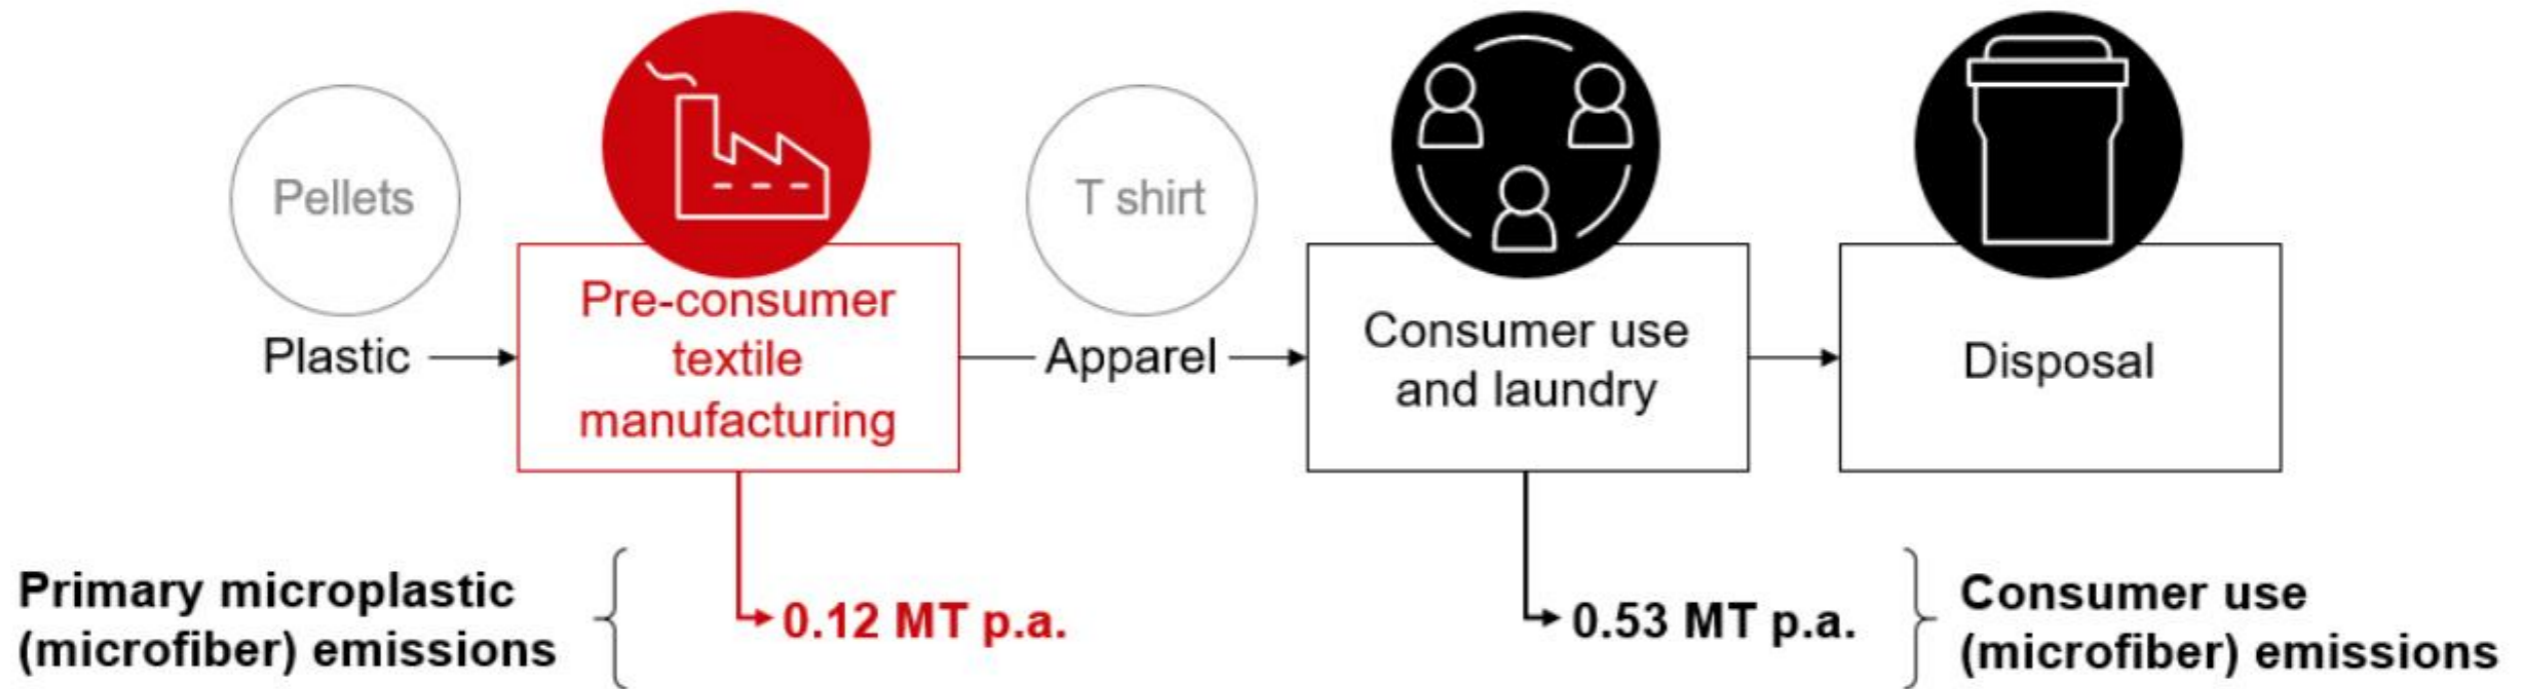 Pellets
T shirt
Plastic
Pre-consumer
textile
manufacturing
Apparel
Consumer use
and laundry
Disposal
Primary microplastic
(microfiber) emissions
0.12 MT p.a.
0.53 MT p.a.
Consumer use
(microfiber) emissions